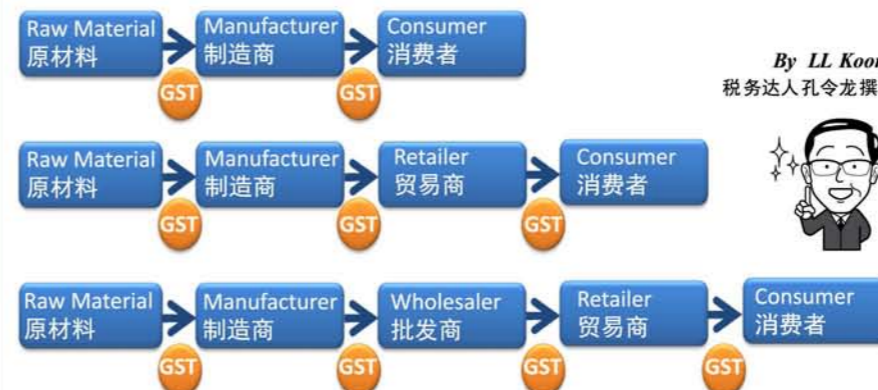 Raw Material
原材料
Manufacturer
制造商
Consumer
消费者
GST
GST
By LL Koo
税务达人孔令龙撰
Raw Material
原材料
Manufacturer
制造商
Retailer
贸易商
Consumer
消费者
GST
GST
GST
Raw Material
原材料
Manufacturer
制造商
Wholesaler
批发商
Retailer
贸易商
Consumer
消费者
GST
GST
GST
GST